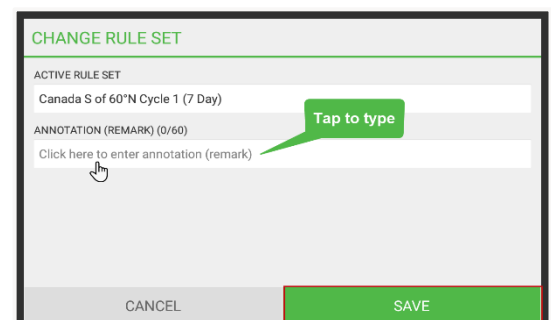 CHANGE RULE SET
ACTIVE RULE SET
Canada S of 60°N Cycle 1 (7 Day)
Tap to type
ANNOTATION (REMARK) (0/60)
Click here to enter annotation (remark)
CANCEL
SAVE